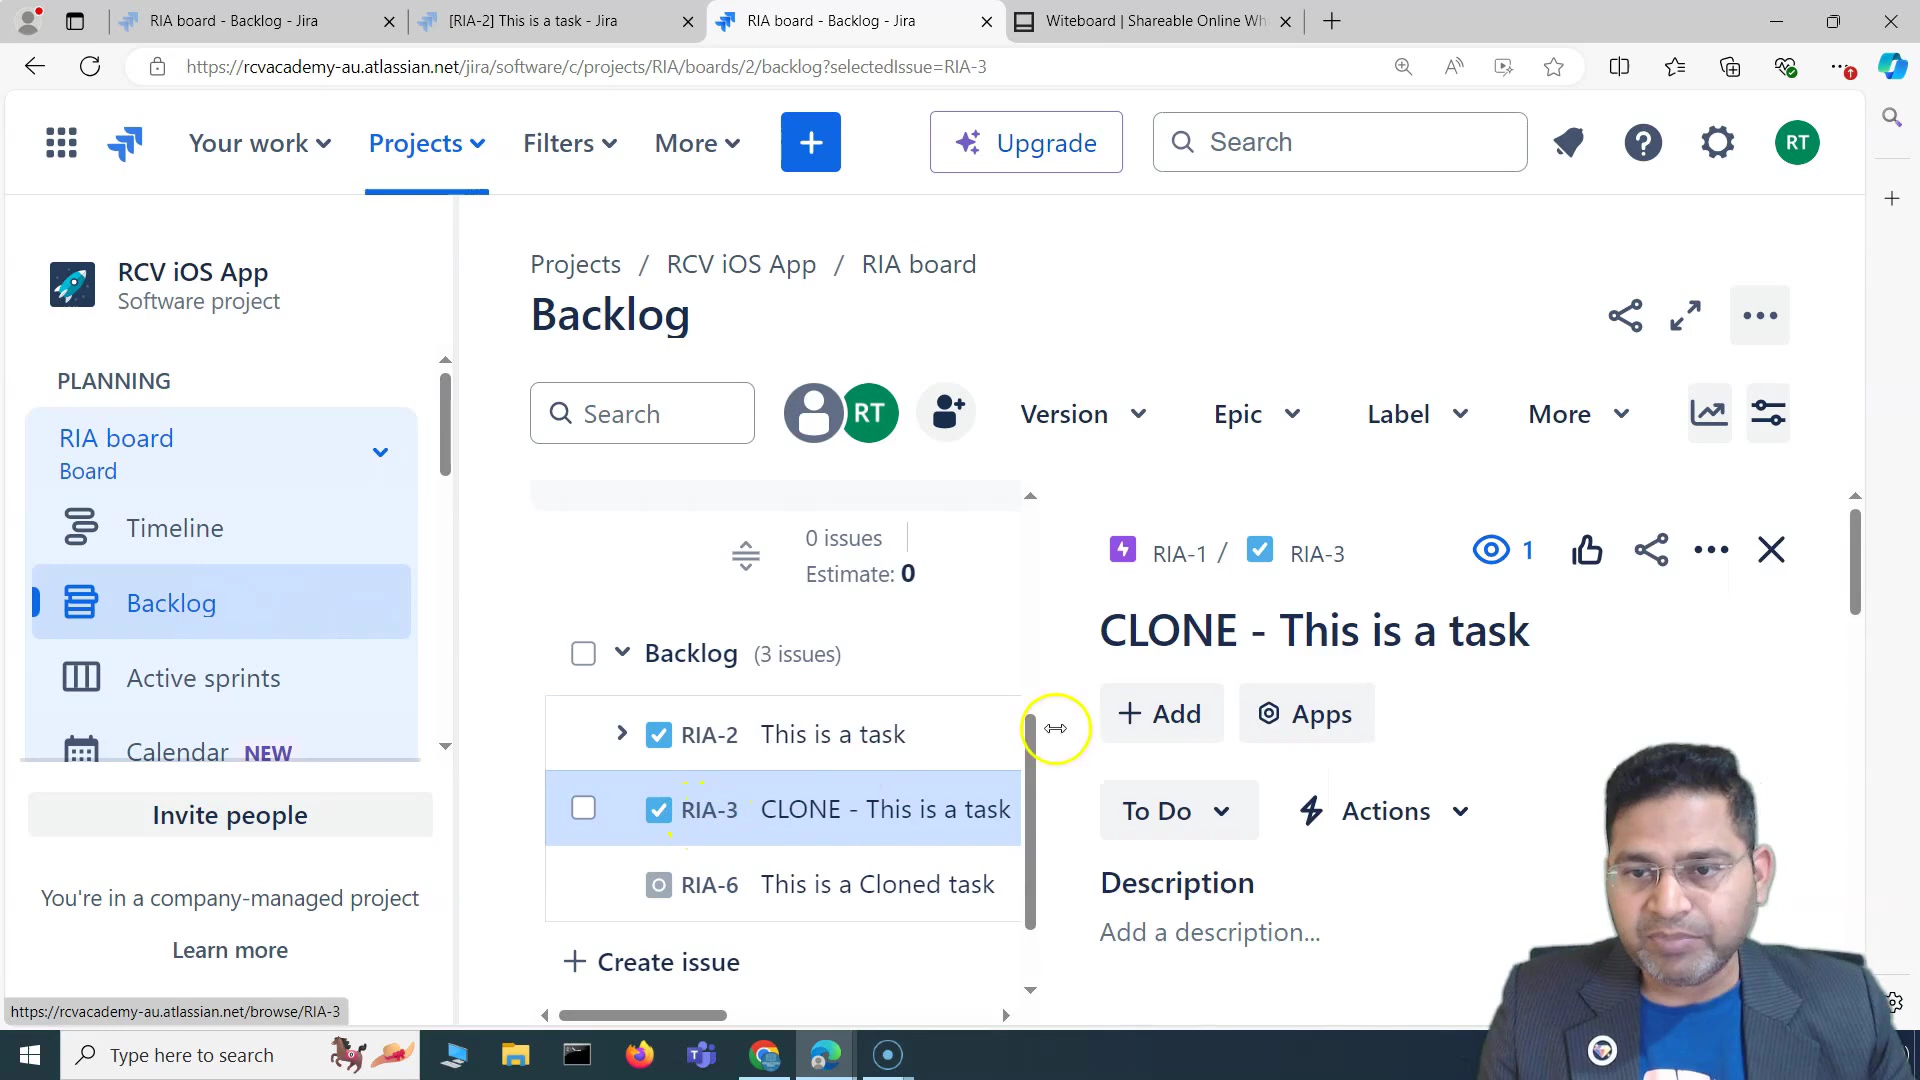 RIA board - Backlog - Jira
[RIA-2] This is a task - Jira
RIA board - Backlog - Jira
Witeboard | Shareable Online Wh
https://rcvacademy-au.atlassian.net/jira/software/c/projects/RIA/boards/2/backlog?selectedIssue=RIA-3
Your work
Projects
Filters
More
Upgrade
Search
RT
RCV iOS App
Software project
PLANNING
RIA board
Board
Timeline
Backlog
Active sprints
Calendar NEW
Invite people
You're in a company-managed project
Learn more
https://rcvacademy-au.atlassian.net/browse/RIA-3
Projects / RCV iOS App / RIA board
Backlog
Search
RT
Version
Epic
Label
More
0 issues
Estimate: 0
Backlog (3 issues)
RIA-2 This is a task
RIA-3 CLONE - This is a task
RIA-6 This is a Cloned task
+ Create issue
RIA-1 / RIA-3
1
CLONE - This is a task
+ Add
Apps
To Do
Actions
Description
Add a description...
Type here to search